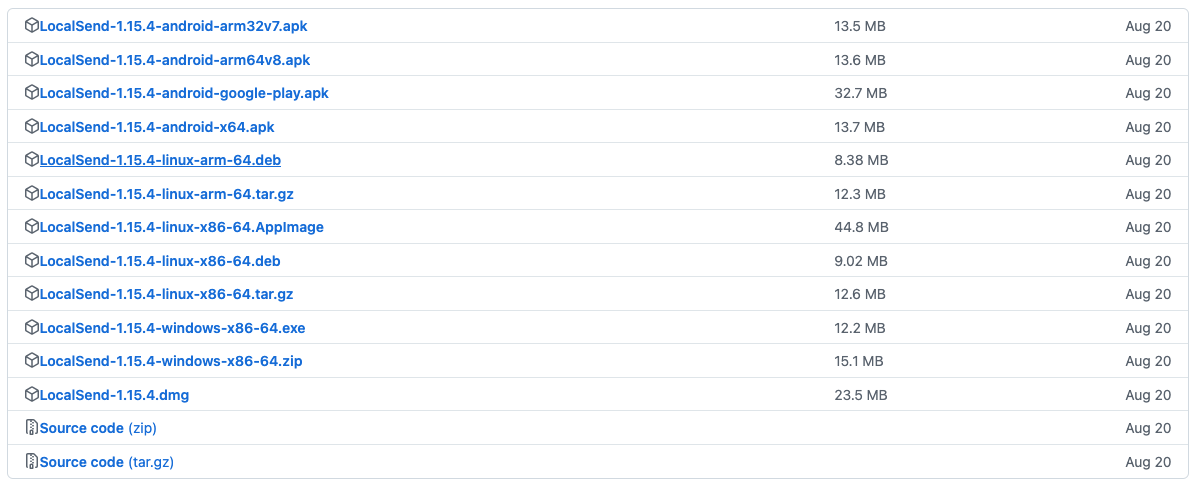 LocalSend-1.15.4-android-arm32v7.apk 13.5 MB Aug 20
LocalSend-1.15.4-android-arm64v8.apk 13.6 MB Aug 20
LocalSend-1.15.4-android-google-play.apk 32.7 MB Aug 20
LocalSend-1.15.4-android-x64.apk 13.7 MB Aug 20
LocalSend-1.15.4-linux-arm-64.deb 8.38 MB Aug 20
LocalSend-1.15.4-linux-arm-64.tar.gz 12.3 MB Aug 20
LocalSend-1.15.4-linux-x86-64.AppImage 44.8 MB Aug 20
LocalSend-1.15.4-linux-x86-64.deb 9.02 MB Aug 20
LocalSend-1.15.4-linux-x86-64.tar.gz 12.6 MB Aug 20
LocalSend-1.15.4-windows-x86-64.exe 12.2 MB Aug 20
LocalSend-1.15.4-windows-x86-64.zip 15.1 MB Aug 20
LocalSend-1.15.4.dmg 23.5 MB Aug 20
Source code (zip) Aug 20
Source code (tar.gz) Aug 20